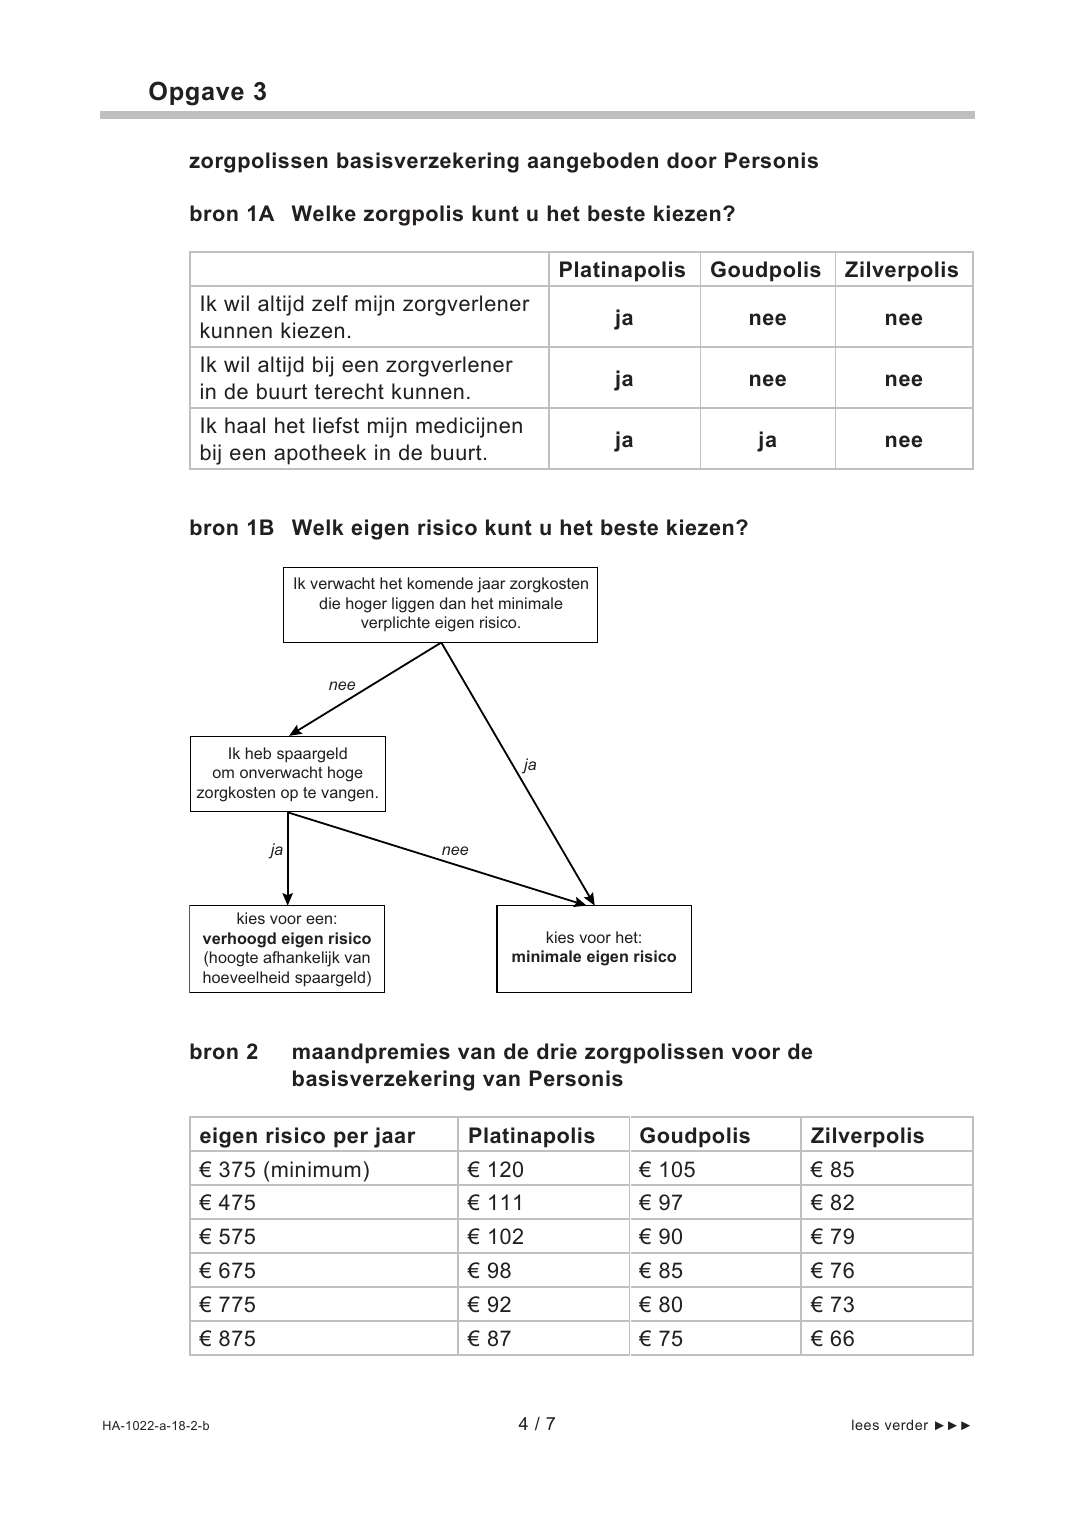 Opgave 3
zorgpolissen basisverzekering aangeboden door Personis
bron 1A Welke zorgpolis kunt u het beste kiezen?
Platinapolis Goudpolis Zilverpolis
Ik wil altijd zelf mijn zorgverlener
kunnen kiezen.
ja nee nee
Ik wil altijd bij een zorgverlener
in de buurt terecht kunnen.
ja nee nee
Ik haal het liefst mijn medicijnen
bij een apotheek in de buurt.
ja ja nee
bron 1B Welk eigen risico kunt u het beste kiezen?
Ik verwacht het komende jaar zorgkosten
die hoger liggen dan het minimale
verplichte eigen risico.
nee
ja
Ik heb spaargeld
om onverwacht hoge
zorgkosten op te vangen.
ja
nee
kies voor een:
verhoogd eigen risico
(hoogte afhankelijk van
hoeveelheid spaargeld)
kies voor het:
minimale eigen risico
bron 2 maandpremies van de drie zorgpolissen voor de
basisverzekering van Personis
eigen risico per jaar Platinapolis Goudpolis Zilverpolis
€ 375 (minimum) € 120 € 105 € 85
€ 475 € 111 € 97 € 82
€ 575 € 102 € 90 € 79
€ 675 € 98 € 85 € 76
€ 775 € 92 € 80 € 73
€ 875 € 87 € 75 € 66
HA-1022-a-18-2-b 4 / 7 lees verder ►►►